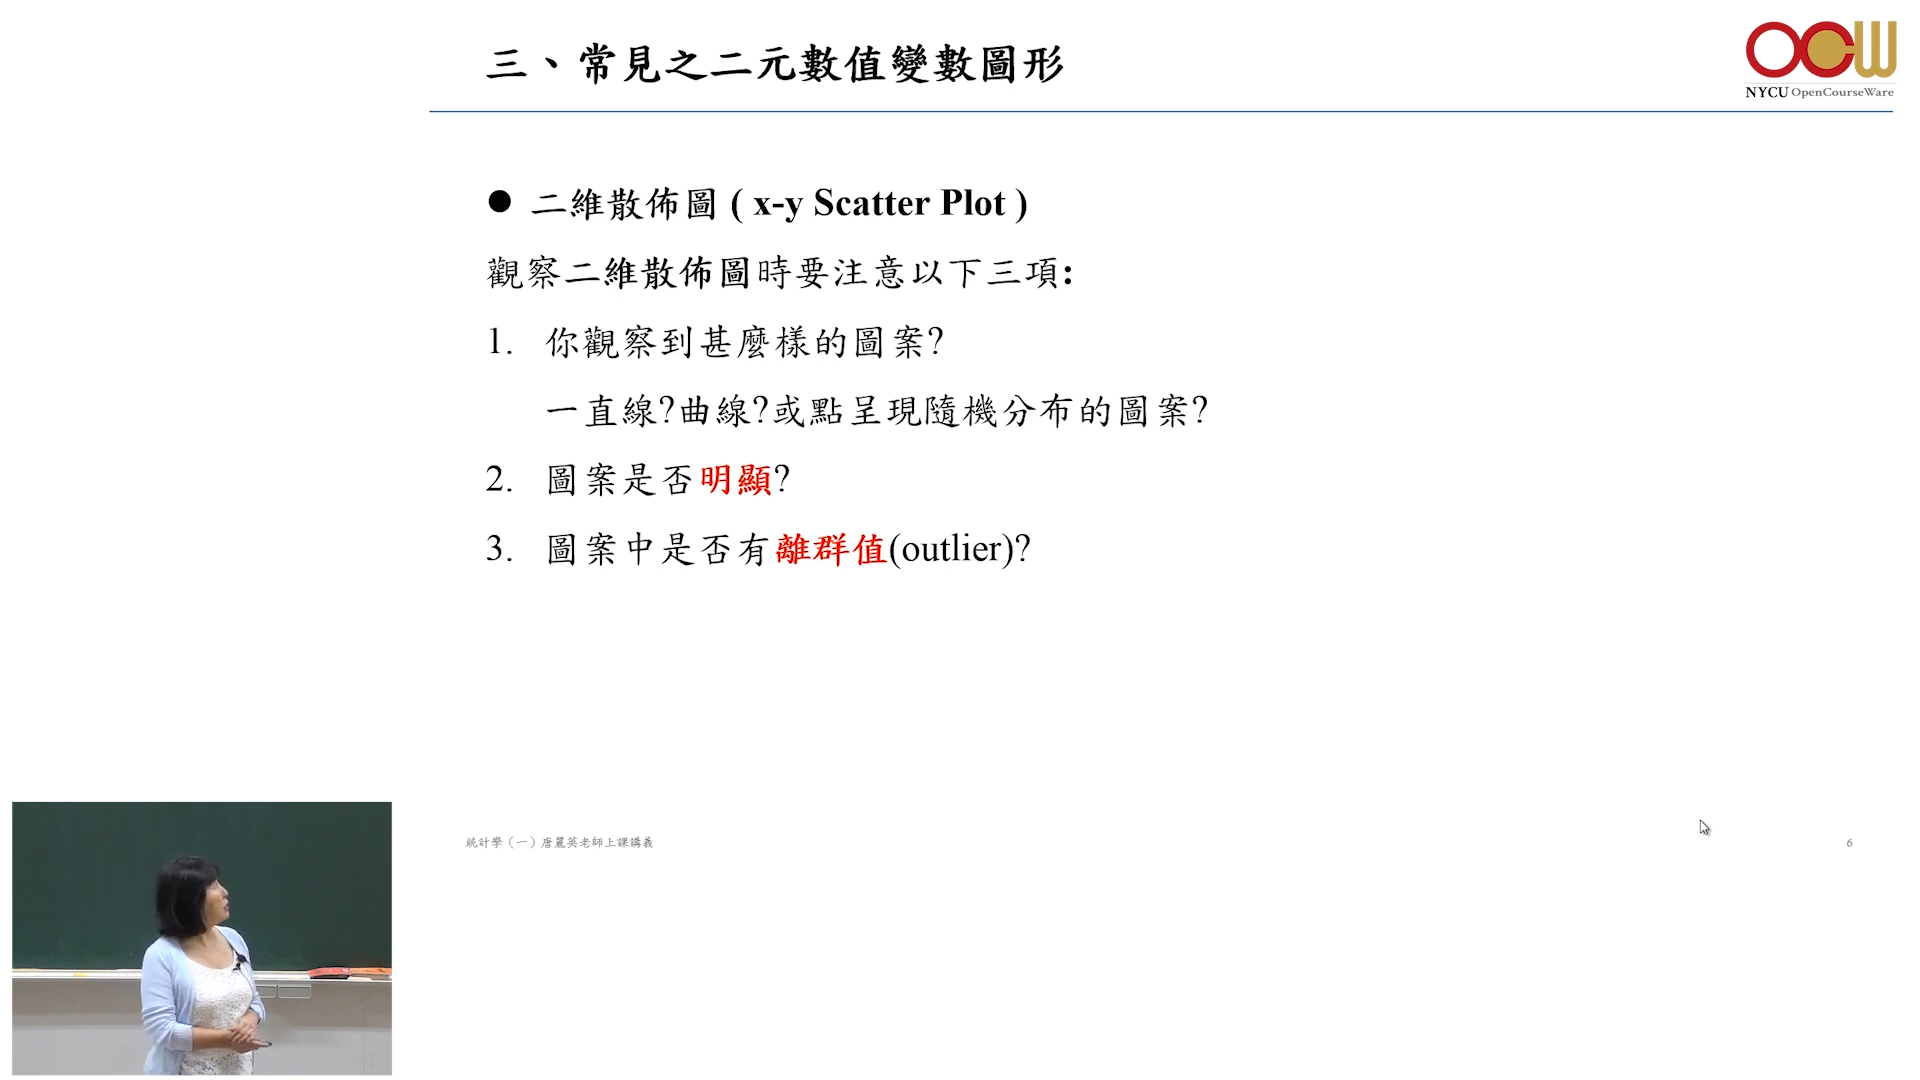 三、常見之二元數值變數圖形
OCW
NYCU OpenCourseWare
● 二維散佈圖 ( x-y Scatter Plot )
觀察二維散佈圖時要注意以下三項:
1. 你觀察到甚麼樣的圖案?
一直線?曲線?或點呈現隨機分布的圖案?
2. 圖案是否明顯?
3. 圖案中是否有離群值(outlier)?
統計學（一）唐麗英老師上課講義
6